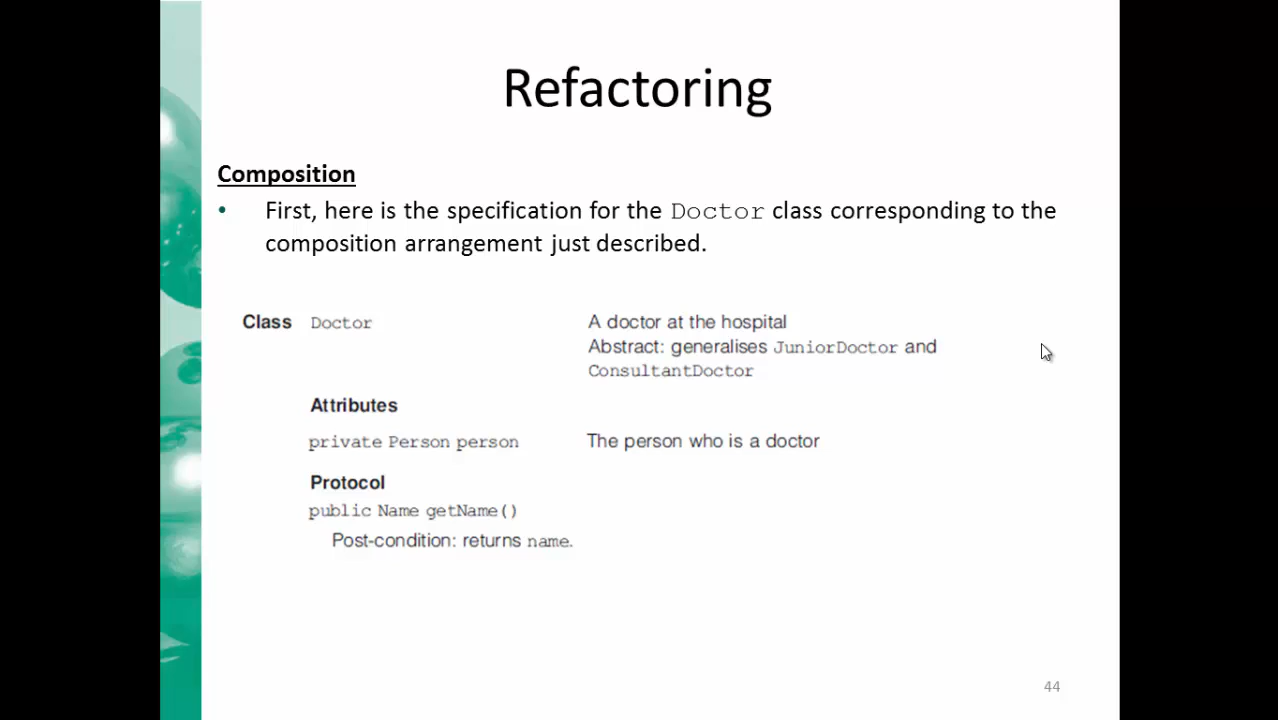 Refactoring
Composition
• First, here is the specification for the Doctor class corresponding to the
composition arrangement just described.
Class Doctor A doctor at the hospital
Abstract: generalises JuniorDoctor and
ConsultantDoctor
Attributes
private Person person The person who is a doctor
Protocol
public Name getName()
Post-condition: returns name.
44